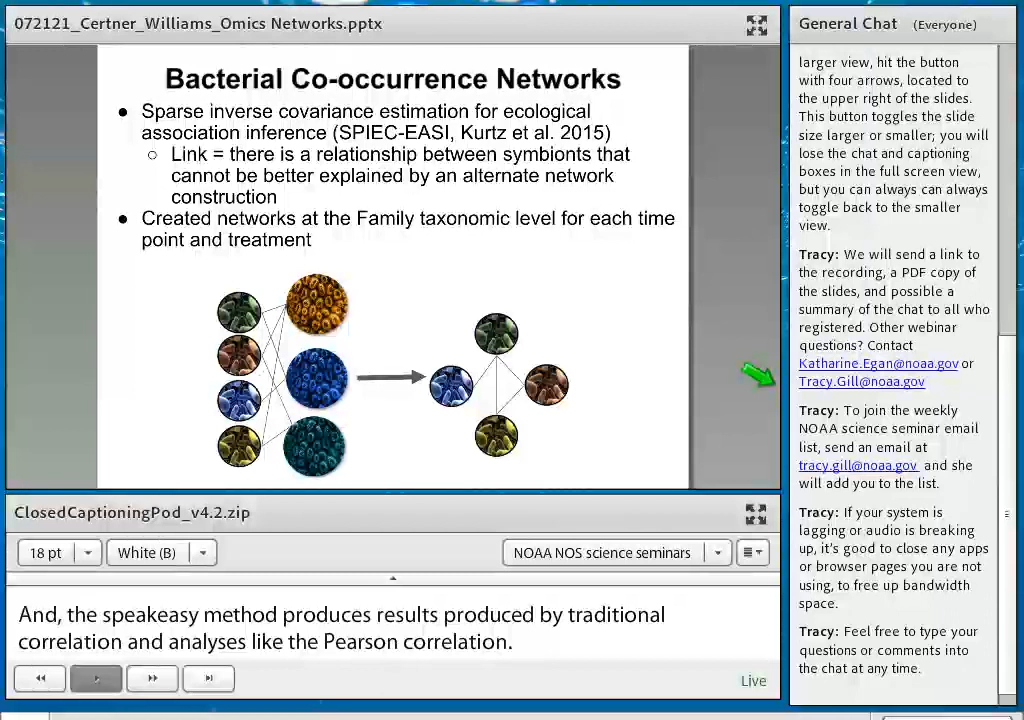 072121_Certner_Williams_Omics Networks.pptx
Bacterial Co-occurrence Networks
● Sparse inverse covariance estimation for ecological
association inference (SPIEC-EASI, Kurtz et al. 2015)
○ Link = there is a relationship between symbionts that
cannot be better explained by an alternate network
construction
● Created networks at the Family taxonomic level for each time
point and treatment
ClosedCaptioningPod_v4.2.zip
18 pt
White (B)
NOAA NOS science seminars
And, the speakeasy method produces results produced by traditional
correlation and analyses like the Pearson correlation.
Live
General Chat (Everyone)
larger view, hit the button
with four arrows, located to
the upper right of the slides.
This button toggles the slide
size larger or smaller; you will
lose the chat and captioning
boxes in the full screen view,
but you can always can always
toggle back to the smaller
view.
Tracy: We will send a link to
the recording, a PDF copy of
the slides, and possible a
summary of the chat to all who
registered. Other webinar
questions? Contact
Katharine.Egan@noaa.gov or
Tracy.Gill@noaa.gov
Tracy: To join the weekly
NOAA science seminar email
list, send an email at
tracy.gill@noaa.gov and she
will add you to the list.
Tracy: If your system is
lagging or audio is breaking
up, it's good to close any apps
or browser pages you are not
using, to free up bandwidth
space.
Tracy: Feel free to type your
questions or comments into
the chat at any time.